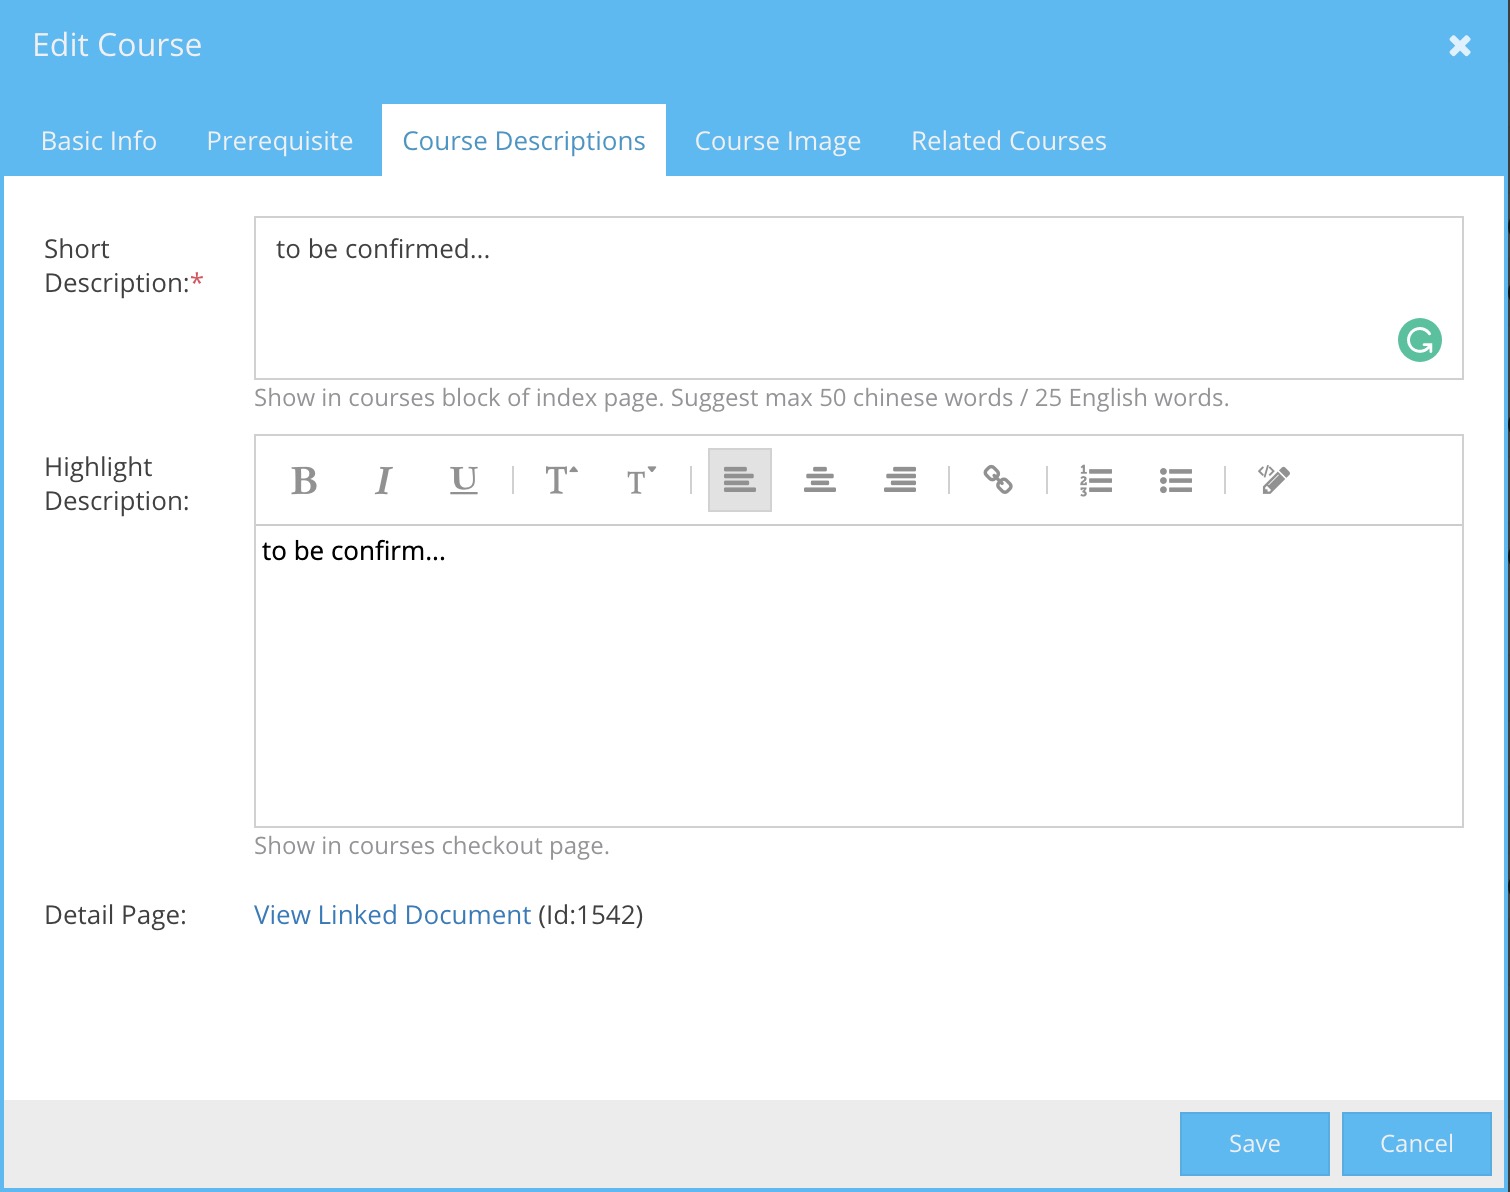 Edit Course
Basic Info Prerequisite Course Descriptions Course Image Related Courses
Short
Description:*
to be confirmed...
Show in courses block of index page. Suggest max 50 chinese words / 25 English words.
Highlight
Description:
B I U T T
to be confirm...
Show in courses checkout page.
Detail Page: View Linked Document (Id:1542)
Save Cancel